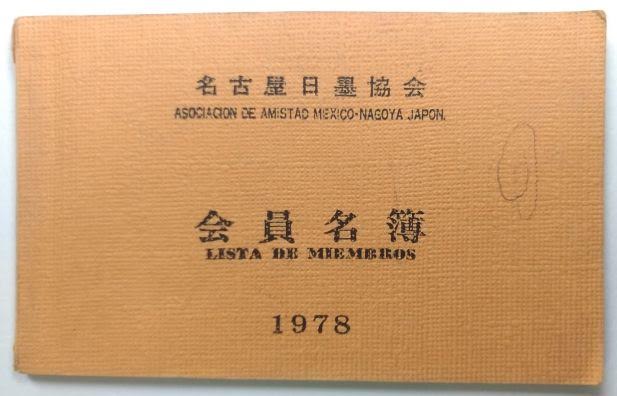 名古屋日墨協会
ASOCIACION DE AMISTAD MEXICO-NAGOYA JAPON.
会員名簿
LISTA DE MIEMBROS
1978